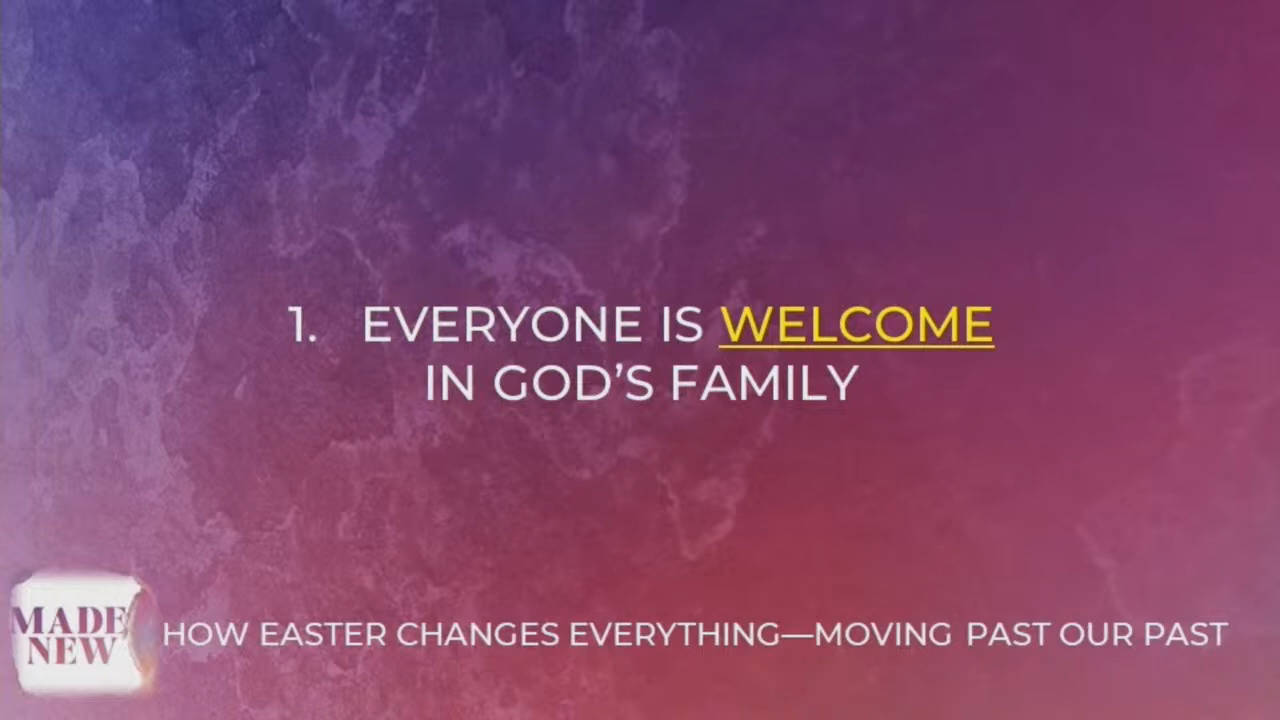 1. EVERYONE IS WELCOME
IN GOD’S FAMILY
MADE
NEW
HOW EASTER CHANGES EVERYTHING—MOVING PAST OUR PAST